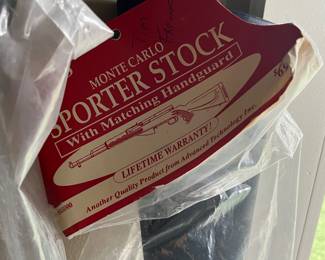 MONTE CARLO
SPORTER STOCK
With Matching Handguard
LIFETIME WARRANTY!
Another Quality Product from Advanced Technology Inc.